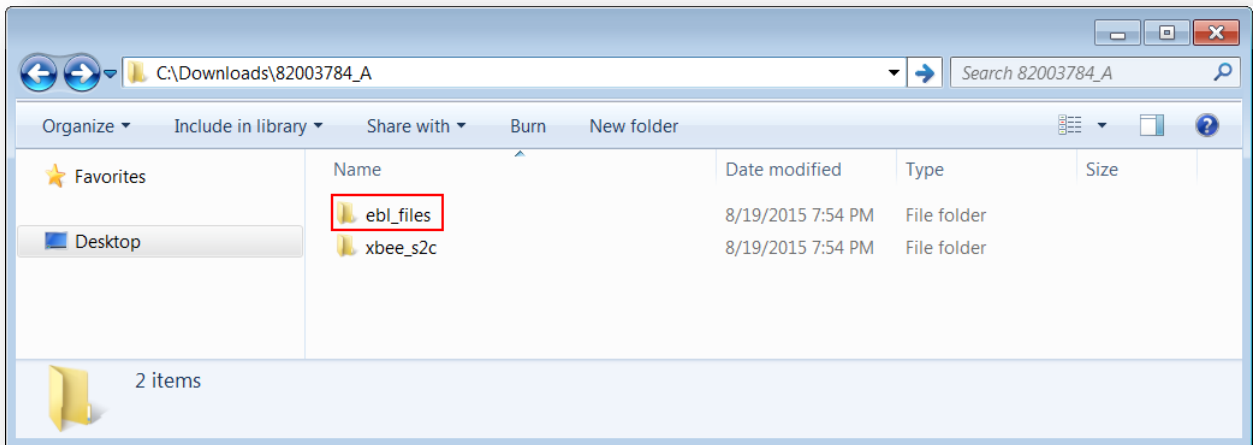 C:\Downloads\82003784_A
Search 82003784_A
Organize Include in library Share with Burn New folder
Favorites
Desktop
Name Date modified Type Size
ebl_files 8/19/2015 7:54 PM File folder
xbee_s2c 8/19/2015 7:54 PM File folder
2 items